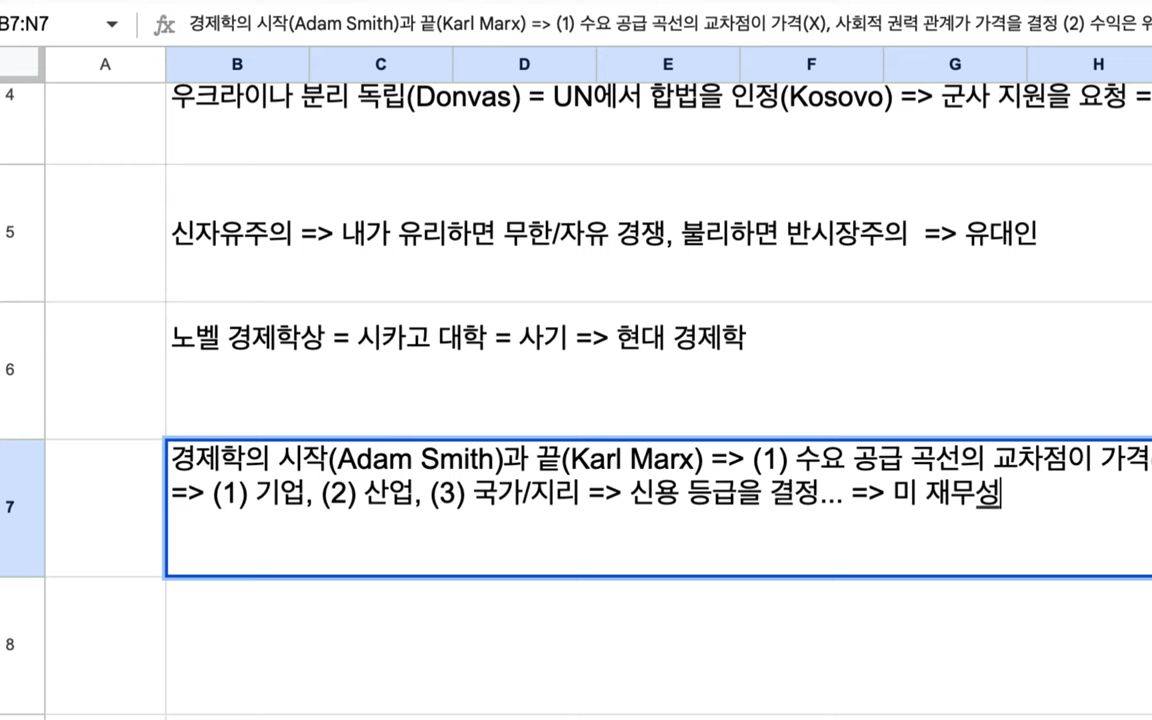 B7:N7
fx 경제학의 시작(Adam Smith)과 끝(Karl Marx) => (1) 수요 공급 곡선의 교차점이 가격(X), 사회적 권력 관계가 가격을 결정 (2) 수익은
A B C D E F G H
4 우크라이나 분리 독립(Donvas) = UN에서 합법을 인정(Kosovo) => 군사 지원을 요청 =
5 신자유주의 => 내가 유리하면 무한/자유 경쟁, 불리하면 반시장주의 => 유대인
6 노벨 경제학상 = 시카고 대학 = 사기 => 현대 경제학
경제학의 시작(Adam Smith)과 끝(Karl Marx) => (1) 수요 공급 곡선의 교차점이 가격
7 => (1) 기업, (2) 산업, (3) 국가/지리 => 신용 등급을 결정... => 미 재무성
8